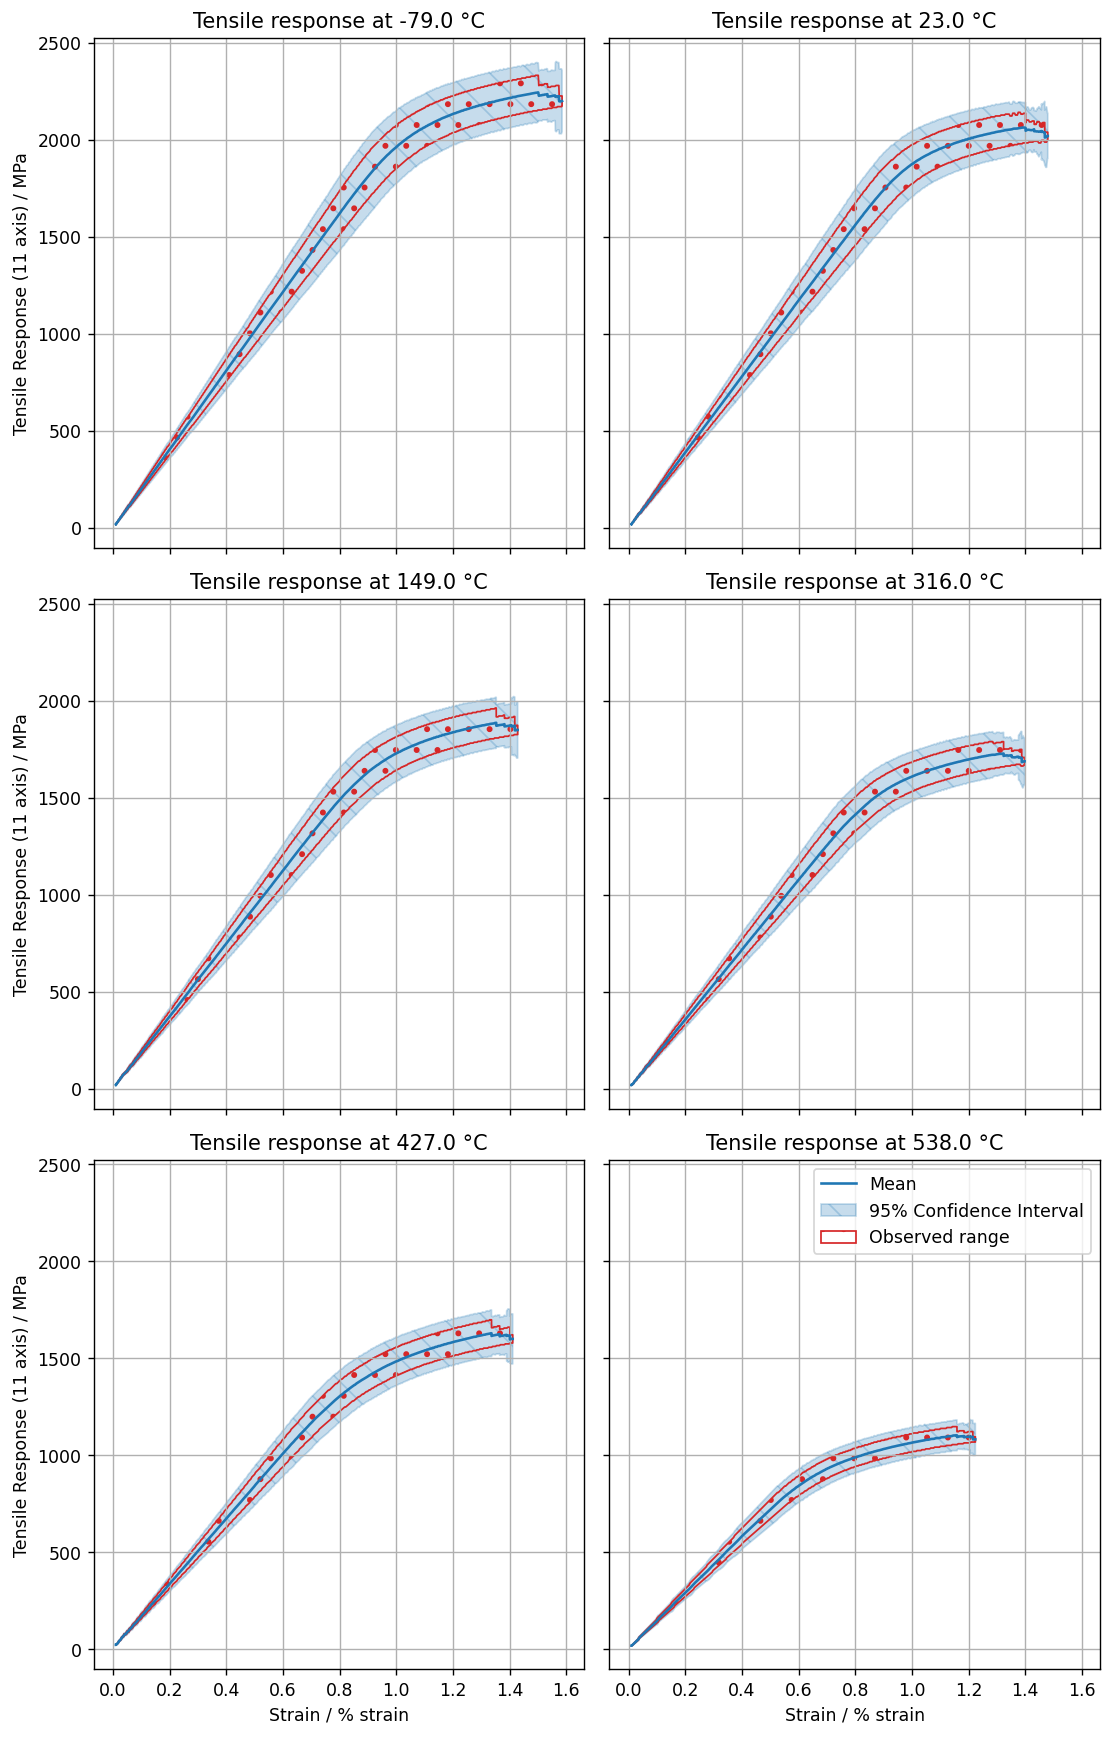 Tensile response at -79.0 °C
Tensile response at 23.0 °C
2500
2000
1500
1000
500
0
Tensile Response (11 axis) / MPa
Tensile response at 149.0 °C
Tensile response at 316.0 °C
2500
2000
1500
1000
500
0
Tensile Response (11 axis) / MPa
Tensile response at 427.0 °C
Tensile response at 538.0 °C
2500
2000
1500
1000
500
0
Tensile Response (11 axis) / MPa
Mean
95% Confidence Interval
Observed range
0.0 0.2 0.4 0.6 0.8 1.0 1.2 1.4 1.6
Strain / % strain
0.0 0.2 0.4 0.6 0.8 1.0 1.2 1.4 1.6
Strain / % strain